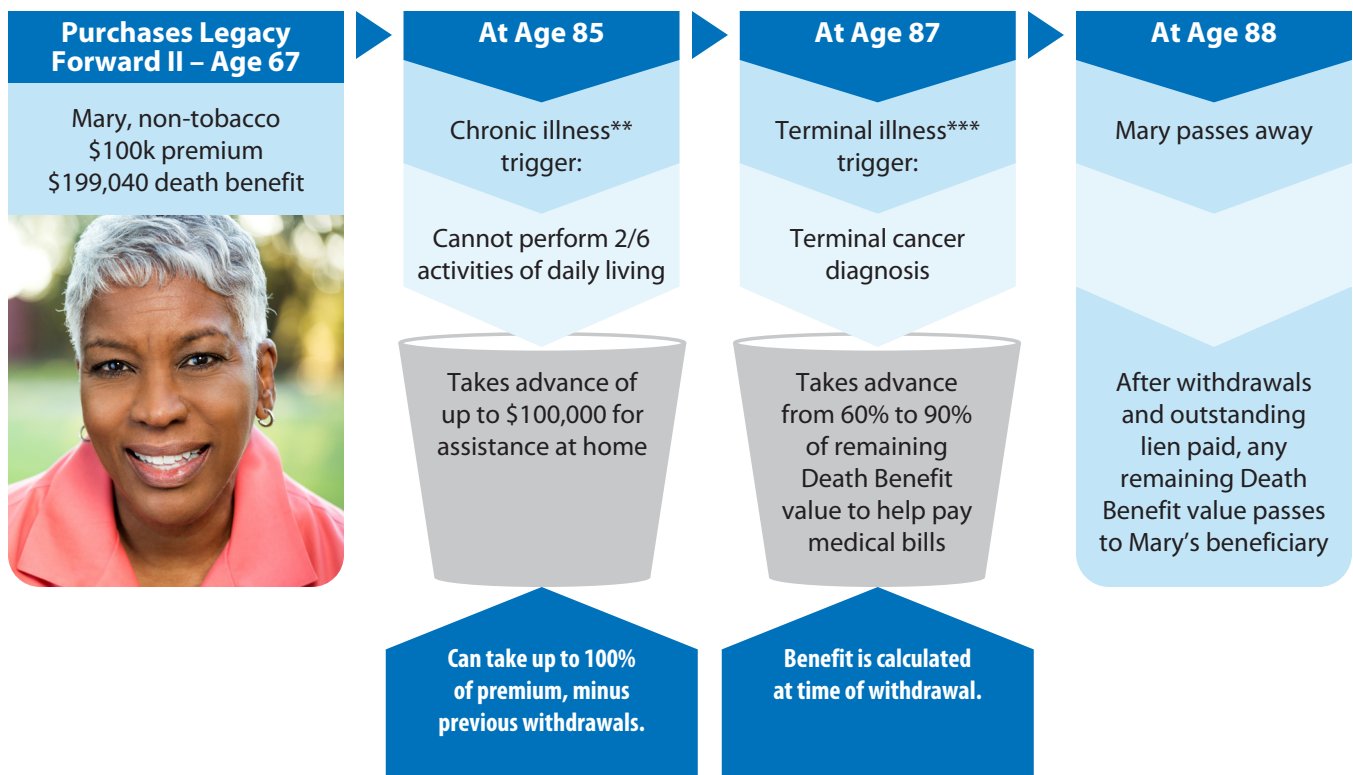 Purchases Legacy
Forward II – Age 67
Mary, non-tobacco
$100k premium
$199,040 death benefit
At Age 85
Chronic illness**
trigger:
Cannot perform 2/6
activities of daily living
Takes advance of
up to $100,000 for
assistance at home
Can take up to 100%
of premium, minus
previous withdrawals.
At Age 87
Terminal illness***
trigger:
Terminal cancer
diagnosis
Takes advance
from 60% to 90%
of remaining
Death Benefit
value to help pay
medical bills
Benefit is calculated
at time of withdrawal.
At Age 88
Mary passes away
After withdrawals
and outstanding
lien paid, any
remaining Death
Benefit value passes
to Mary’s beneficiary